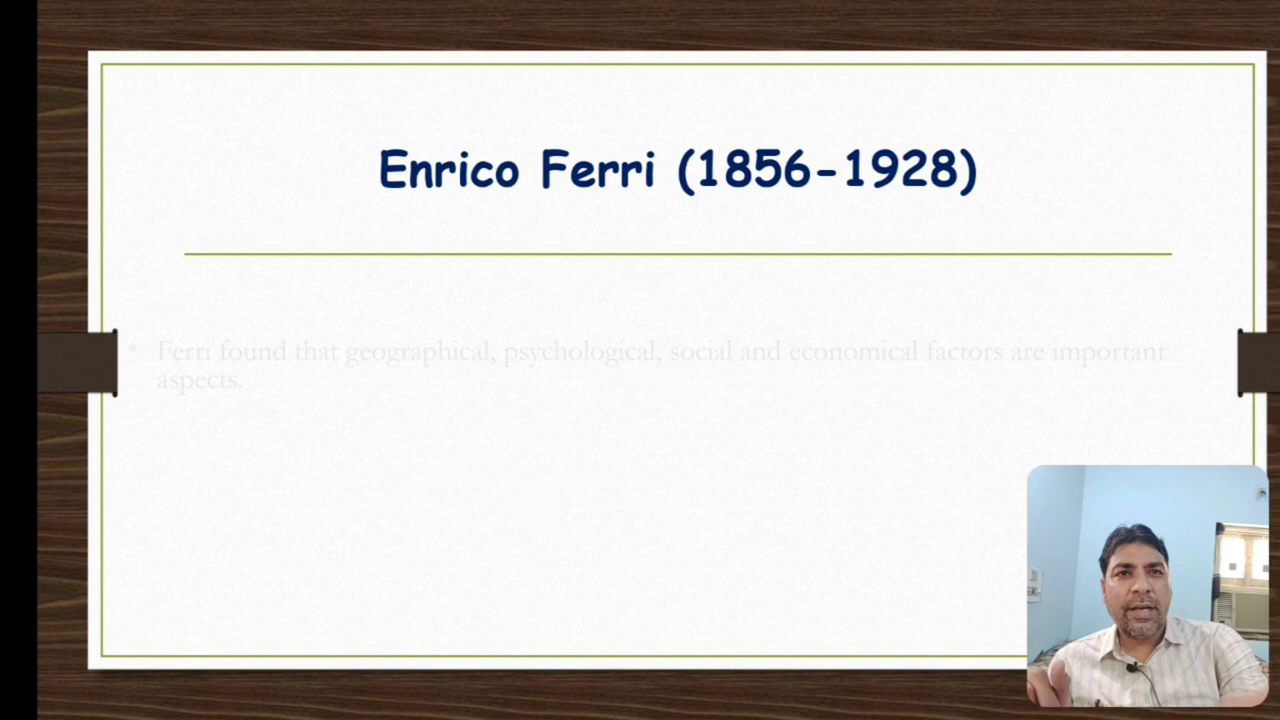 Enrico Ferri (1856-1928)
• Ferri found that geographical, psychological, social and economical factors are important
aspects.